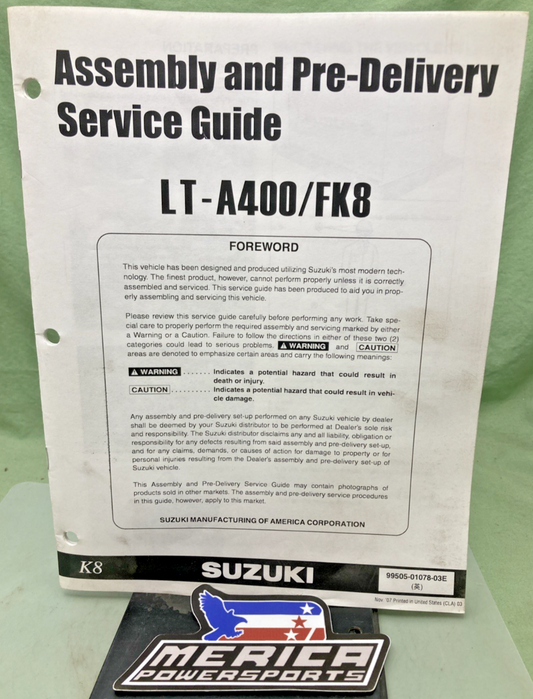 Assembly and Pre-Delivery
Service Guide
LT-A400/FK8
FOREWORD
This vehicle has been designed and produced utilizing Suzuki's most modern tech-
nology. The finest product, however, cannot perform properly unless it is correctly
assembled and serviced. This service guide has been produced to aid you in prop-
erly assembling and servicing this vehicle.
Please review this service guide carefully before performing any work. Take spe-
cial care to properly perform the required assembly and servicing marked by either
a Warning or a Caution. Failure to follow the directions in either of these two (2)
categories could lead to serious problems. WARNING and CAUTION
areas are denoted to emphasize certain areas and carry the following meanings:
WARNING ....... Indicates a potential hazard that could result in
death or injury.
CAUTION .......... Indicates a potential hazard that could result in vehi-
cle damage.
Any assembly and pre-delivery set-up performed on any Suzuki vehicle by dealer
shall be deemed by your Suzuki distributor to be performed at Dealer's sole risk
and responsibility. The Suzuki distributor disclaims any and all liability, obligation or
responsibility for any defects resulting from said assembly and pre-delivery set-up,
and for any claims, demands, or causes of action for damage to property or for
personal injuries resulting from the Dealer's assembly and pre-delivery set-up of
Suzuki vehicle.
This Assembly and Pre-Delivery Service Guide may contain photographs of
products sold in other markets. The assembly and pre-delivery service procedures
in this guide, however, apply to this market.
SUZUKI MANUFACTURING OF AMERICA CORPORATION
K8
SUZUKI
99505-01078-03E
(英)
Nov. '07 Printed in United States (CLA) 03
MERICA
POWERSPORTS